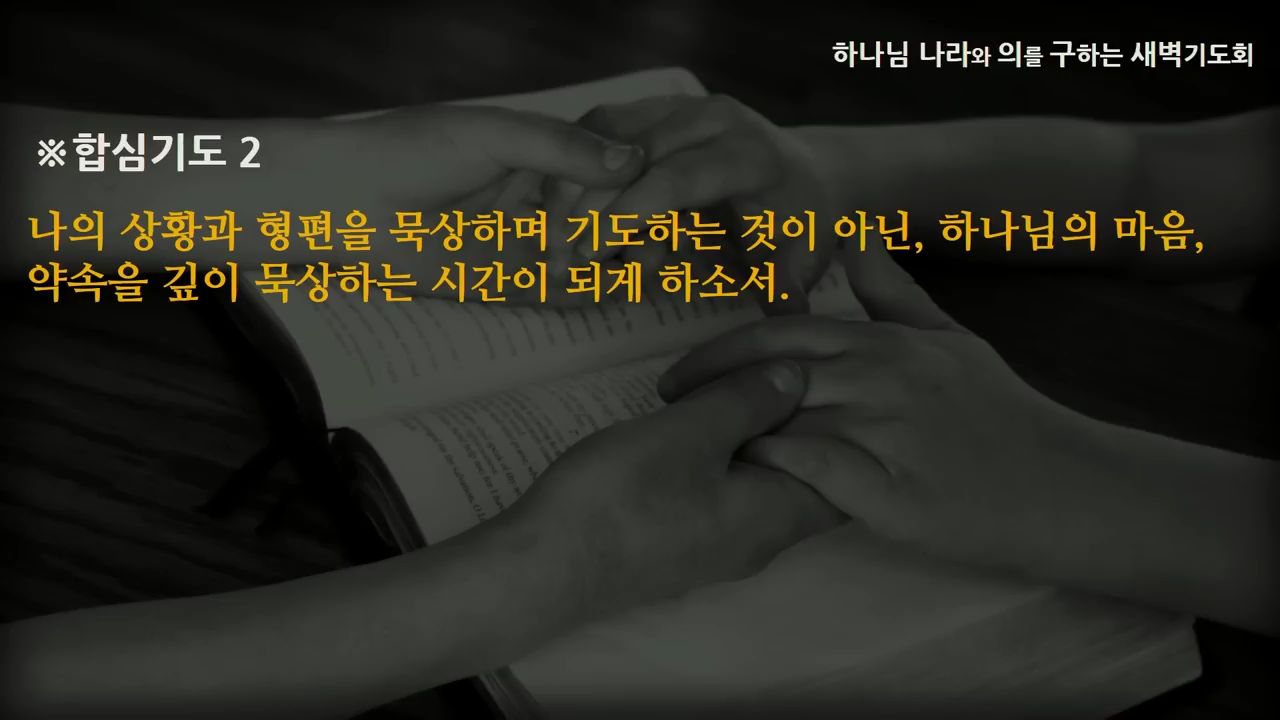 하나님 나라와 의를 구하는 새벽기도회
※합심기도 2
나의 상황과 형편을 묵상하며 기도하는 것이 아닌, 하나님의 마음,
약속을 깊이 묵상하는 시간이 되게 하소서.